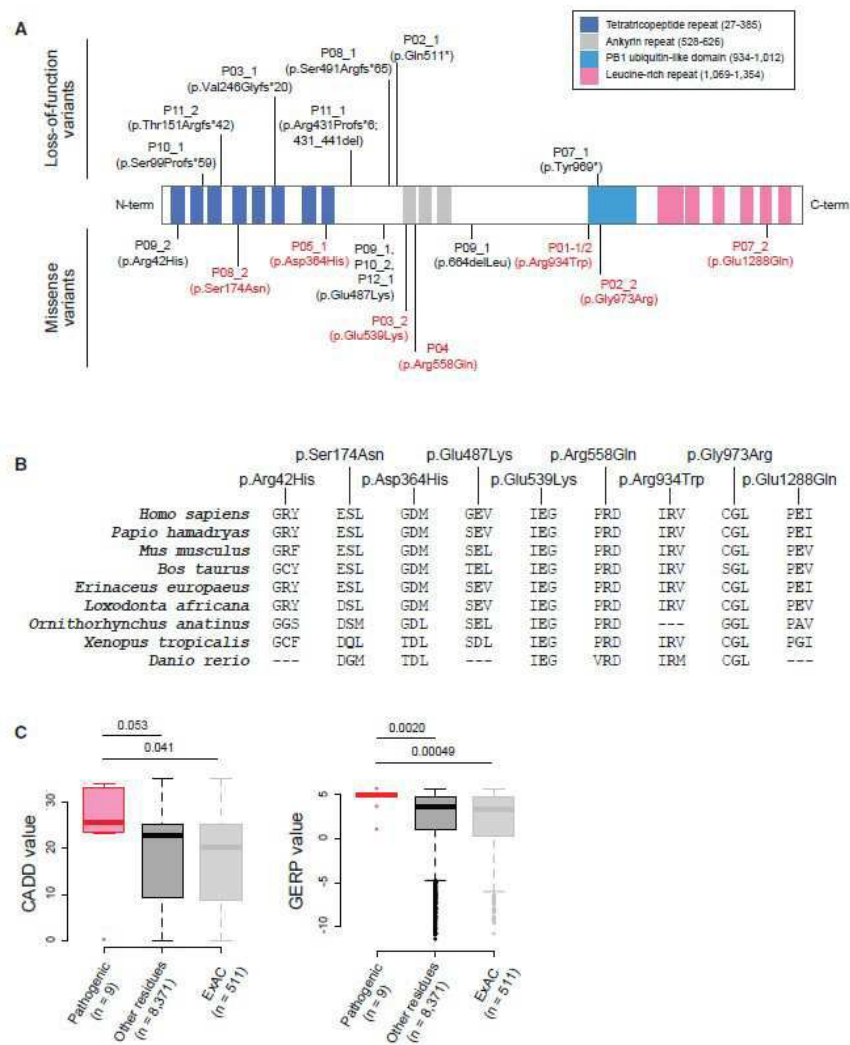 A
Tetratricopeptide repeat (27-385)
Ankyrin repeat (528-626)
PB1 ubiquitin-like domain (934-1,012)
Leucine-rich repeat (1,069-1,354)
Loss-of-function
variants
P02_1
(p.Gln511*)
P08_1
(p.Ser491Argfs*65)
P03_1
(p.Val246Glyfs*20)
P11_2
(p.Thr151Argfs*42)
P11_1
(p.Arg431Profs*6;
431_441del)
P10_1
(p.Ser99Profs*59)
P07_1
(p.Tyr969*)
N-term
C-term
Missense
variants
P09_2
(p.Arg42His)
P08_2
(p.Ser174Asn)
P05_1
(p.Asp364His)
P09_1,
P10_2,
P12_1
(p.Glu487Lys)
P09_1
(p.664delLeu)
P01-1/2
(p.Arg934Trp)
P07_2
(p.Glu1288Gln)
P02_2
(p.Gly973Arg)
P03_2
(p.Glu539Lys)
P04
(p.Arg558Gln)
B
p.Ser174Asn p.Glu487Lys p.Arg558Gln p.Gly973Arg
p.Arg42His p.Asp364His p.Glu539Lys p.Arg934Trp p.Glu1288Gln
Homo sapiens GRY ESL GDM GEV IEG PRD IRV CGL PEI
Papio hamadryas GRY ESL GDM SEV IEG PRD IRV CGL PEI
Mus musculus GRF ESL GDM SEL IEG PRD IRV SGL PEV
Bos taurus GCY ESL GDM TEL IEG PRD IRV SGL PEV
Erinaceus europaeus GRY ESL GDM SEV IEG PRD IRV CGL PEI
Loxodonta africana GRY DSL GDM SEV IEG PRD IRV CGL PEV
Ornithorhynchus anatinus GGS DSM GDL SEL IEG PRD --- GGL PAV
Xenopus tropicalis GCF DQL TDL SDL IEG PRD IRV CGL PGI
Danio rerio --- DGM TDL --- IEG VRD IRM CGL ---
C
0.053
0.041
CADD value
30
20
10
0
Pathogenic
(n = 9)
Other residues
(n = 8,371)
ExAC
(n = 511)
0.0020
0.00049
GERP value
5
0
-5
-10
Pathogenic
(n = 9)
Other residues
(n = 8,371)
ExAC
(n = 511)